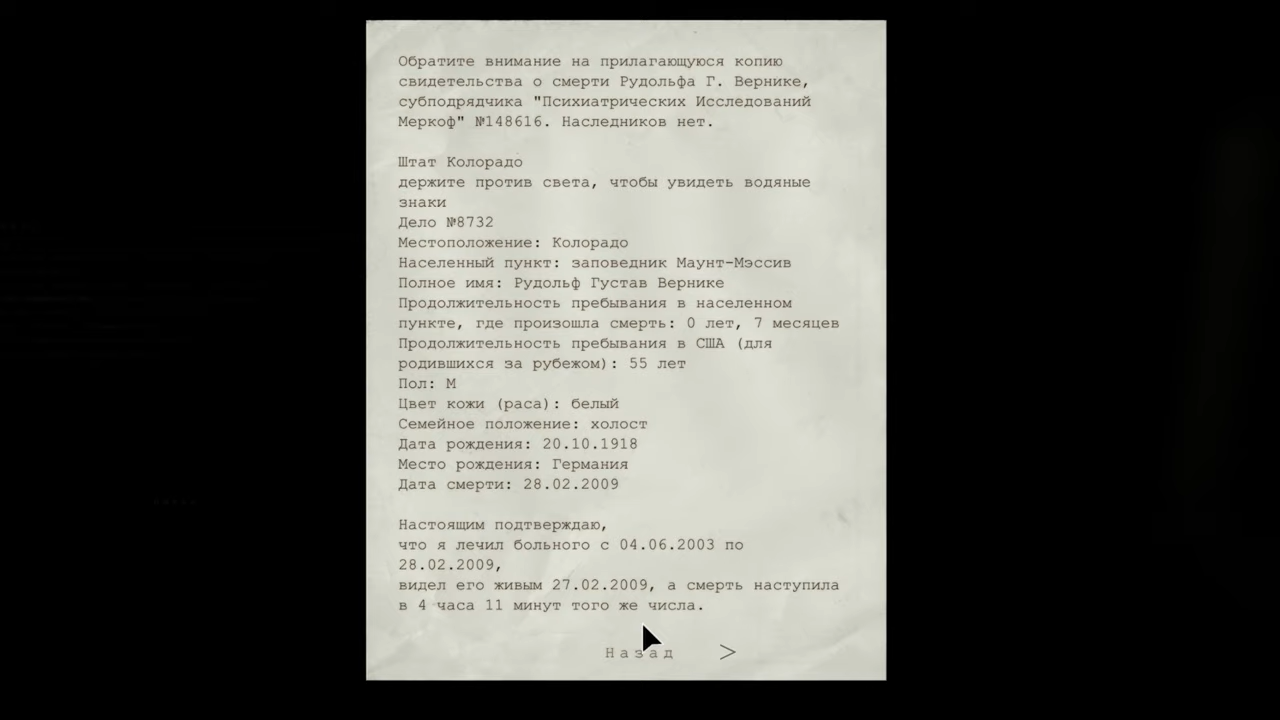 Обратите внимание на прилагающуюся копию
свидетельства о смерти Рудольфа Г. Вернике,
субподрядчика "Психиатрических Исследований
Меркоф" №148616. Наследников нет.
Штат Колорадо
держите против света, чтобы увидеть водяные
знаки
Дело №8732
Местоположение: Колорадо
Населенный пункт: заповедник Маунт-Мэссив
Полное имя: Рудольф Густав Вернике
Продолжительность пребывания в населенном
пункте, где произошла смерть: 0 лет, 7 месяцев
Продолжительность пребывания в США (для
родившихся за рубежом): 55 лет
Пол: М
Цвет кожи (раса): белый
Семейное положение: холост
Дата рождения: 20.10.1918
Место рождения: Германия
Дата смерти: 28.02.2009
Настоящим подтверждаю,
что я лечил больного с 04.06.2003 по
28.02.2009,
видел его живым 27.02.2009, а смерть наступила
в 4 часа 11 минут того же числа.
Назад >